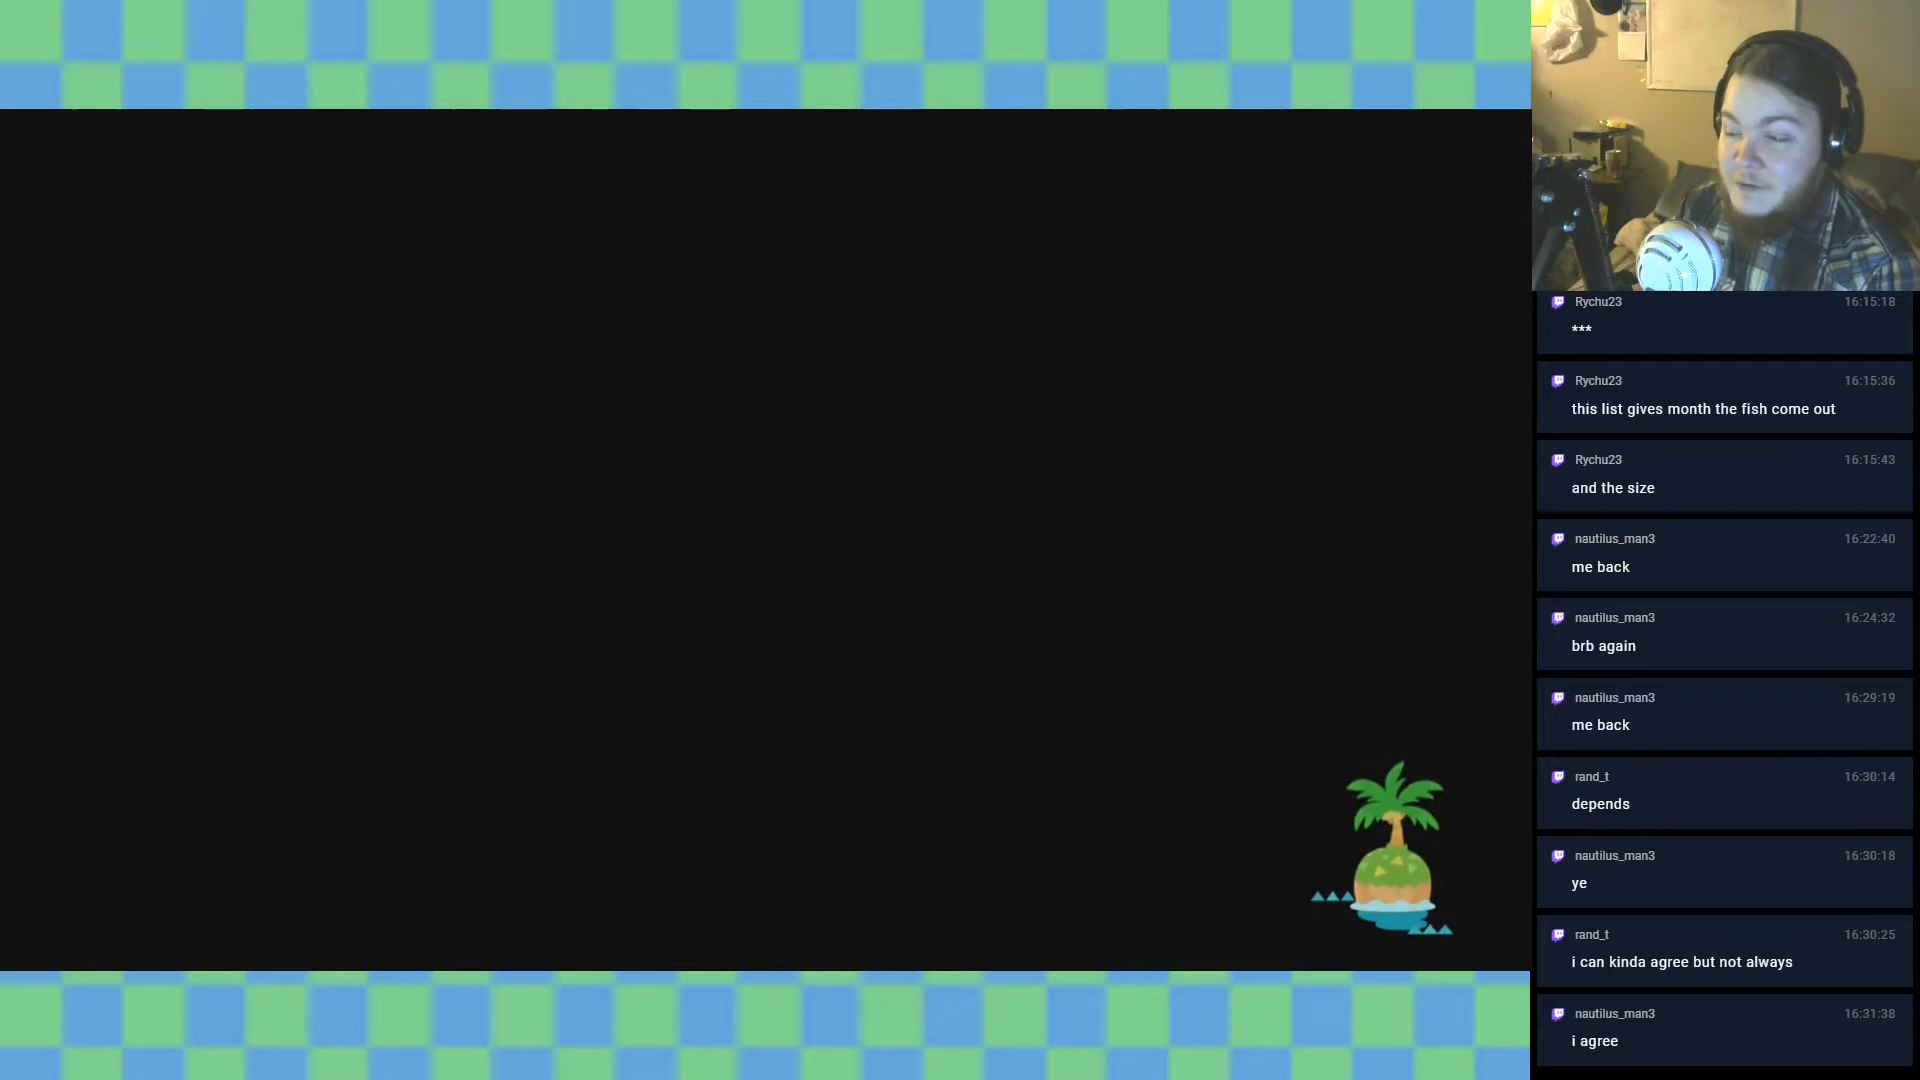 Rychu23 16:15:18
***
Rychu23 16:15:36
this list gives month the fish come out
Rychu23 16:15:43
and the size
nautilus_man3 16:22:40
me back
nautilus_man3 16:24:32
brb again
nautilus_man3 16:29:19
me back
rand_t 16:30:14
depends
nautilus_man3 16:30:18
ye
rand_t 16:30:25
i can kinda agree but not always
nautilus_man3 16:31:38
i agree